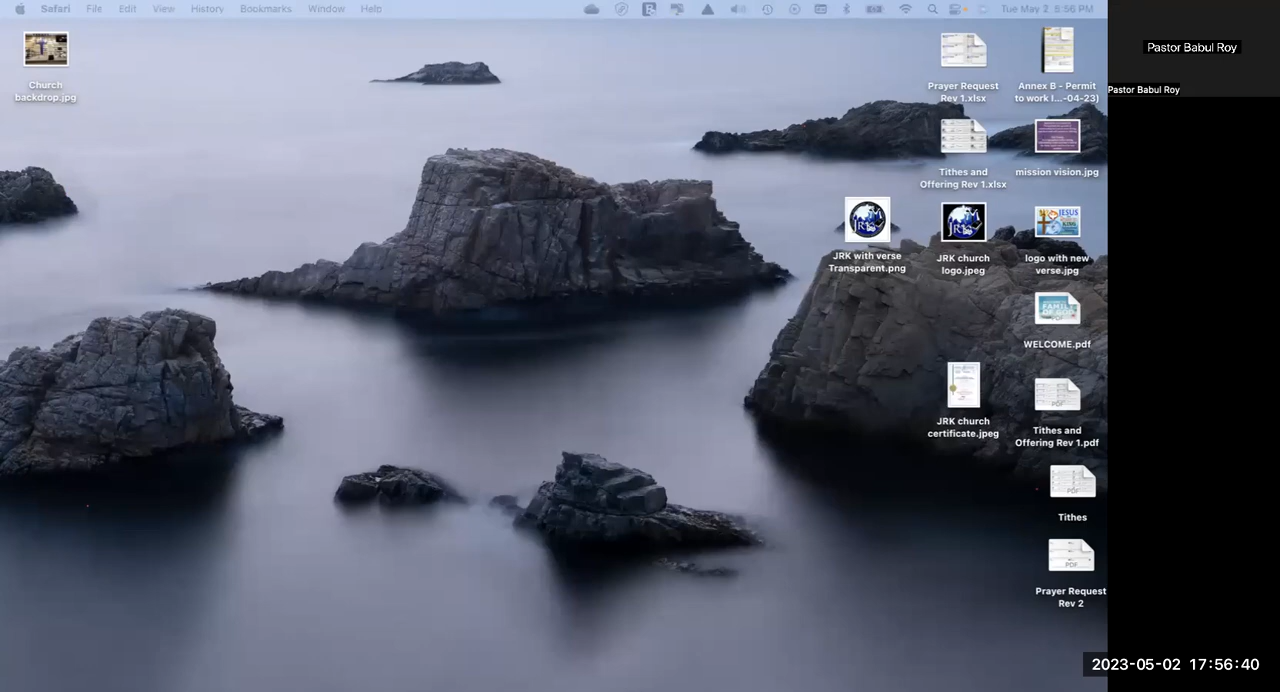 Safari File Edit View History Bookmarks Window Help Tue May 2 5:56 PM
Pastor Babul Roy
Pastor Babul Roy
Church
backdrop.jpg
Prayer Request
Rev 1.xlsx
Annex B - Permit
to work I...-04-23)
Tithes and
Offering Rev 1.xlsx
mission vision.jpg
JRK with verse
Transparent.png
JRK church
logo.jpeg
logo with new
verse.jpg
WELCOME.pdf
JRK church
certificate.jpeg
Tithes and
Offering Rev 1.pdf
Tithes
Prayer Request
Rev 2
2023-05-02 17:56:40